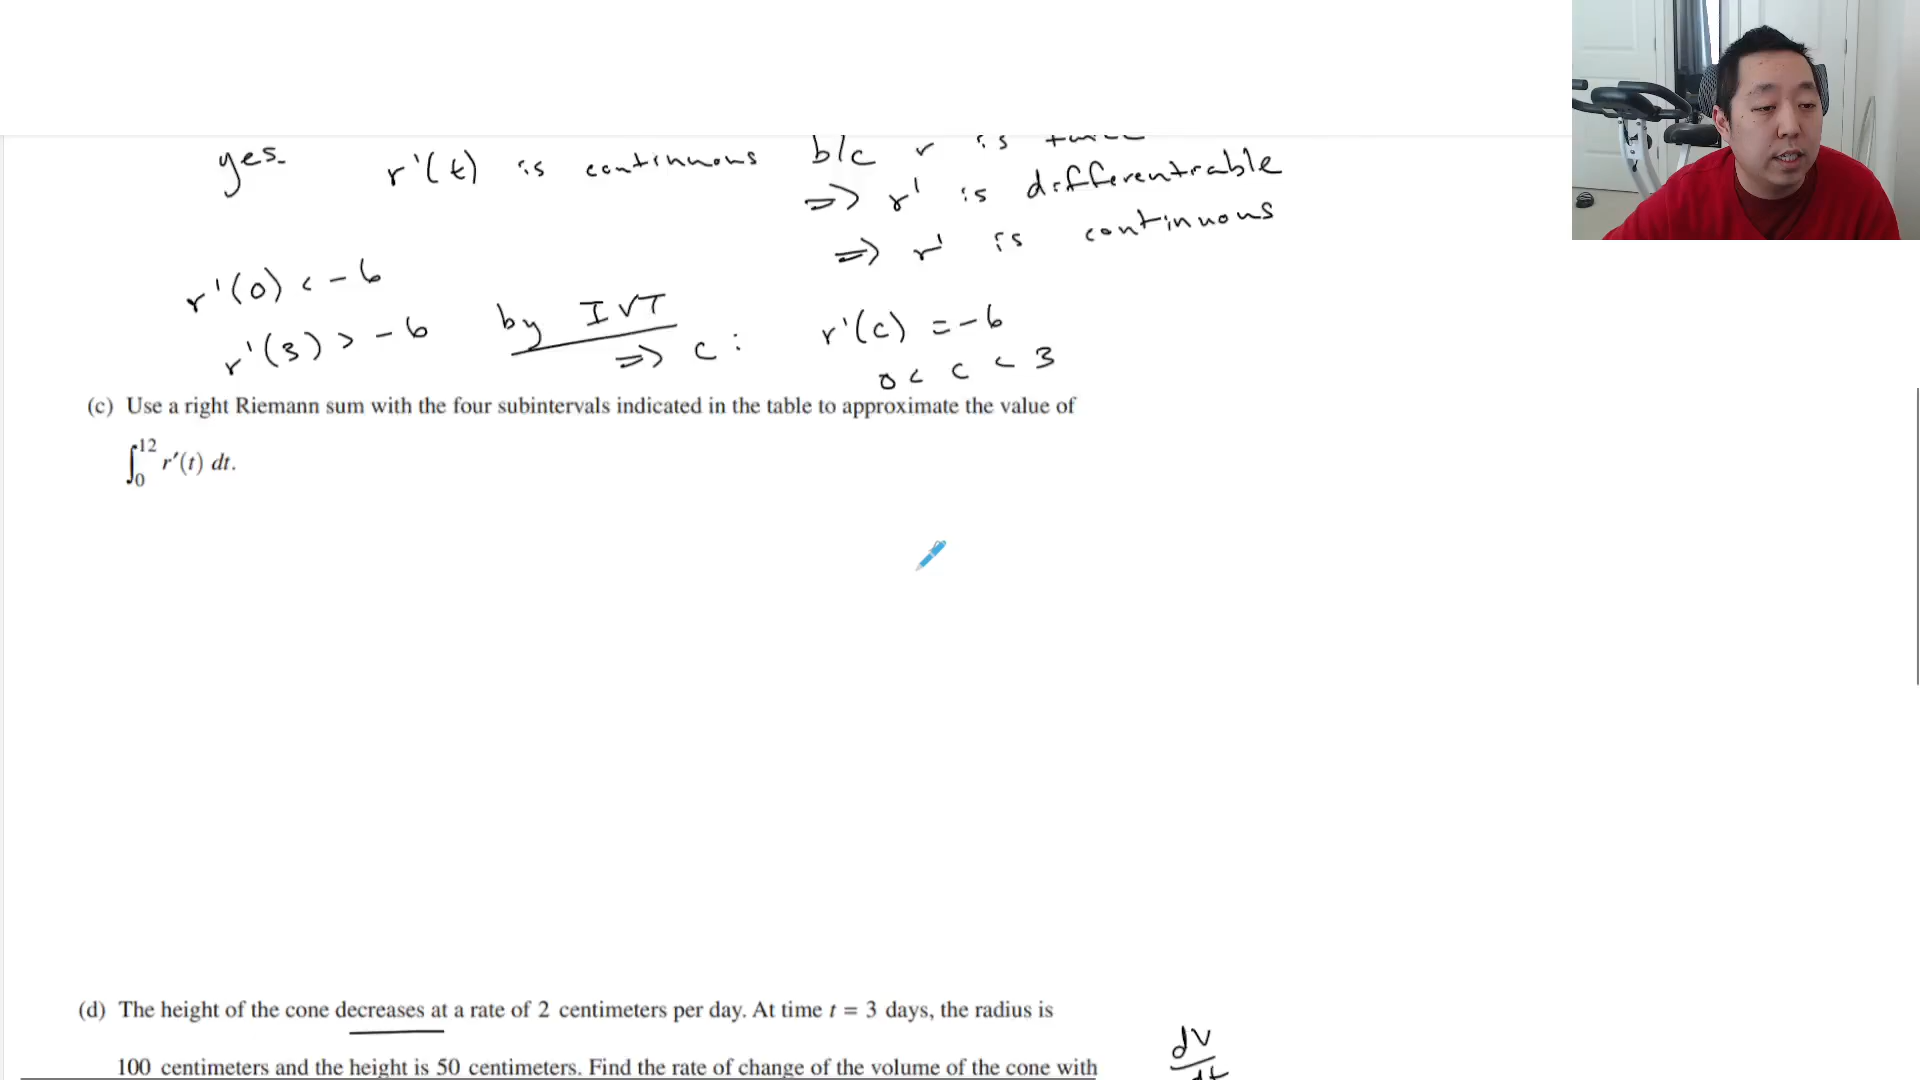 yes. r'(t) is continuous b/c r is twice
⇒ r' is differentiable
⇒ r' is continuous
r'(0) < -6
r'(3) > -6 by IVT ⇒ c : r'(c) = -6
0 < c < 3
(c) Use a right Riemann sum with the four subintervals indicated in the table to approximate the value of
∫₀¹² r′(t) dt.
(d) The height of the cone decreases at a rate of 2 centimeters per day. At time t = 3 days, the radius is
100 centimeters and the height is 50 centimeters. Find the rate of change of the volume of the cone with
dV
dt